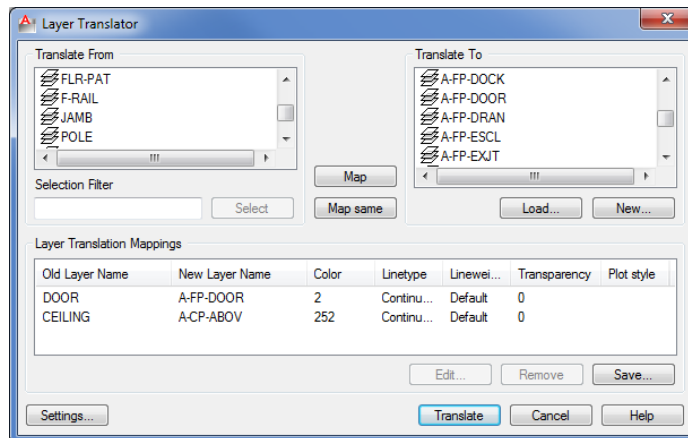 Layer Translator
Translate From
FLR-PAT
F-RAIL
JAMB
POLE
Selection Filter
Select
Map
Map same
Translate To
A-FP-DOCK
A-FP-DOOR
A-FP-DRAN
A-FP-ESCL
A-FP-EXJT
Load...
New...
Layer Translation Mappings
Old Layer Name New Layer Name Color Linetype Linewei... Transparency Plot style
DOOR A-FP-DOOR 2 Continu... Default 0
CEILING A-CP-ABOV 252 Continu... Default 0
Edit... Remove Save...
Settings... Translate Cancel Help